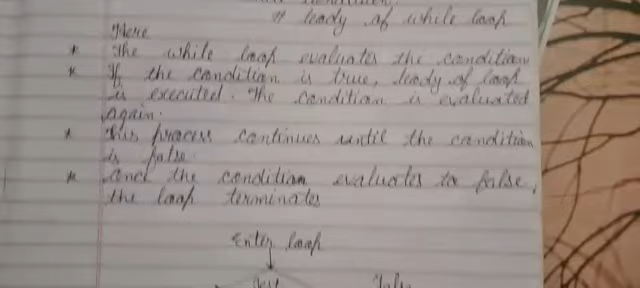 # body of while loop
Here
* The while loop evaluates the condition
* If the condition is true, body of loop
is executed. The condition is evaluated
again.
* This process continues until the condition
is false.
* Once the condition evaluates to false,
the loop terminates
Enter loop